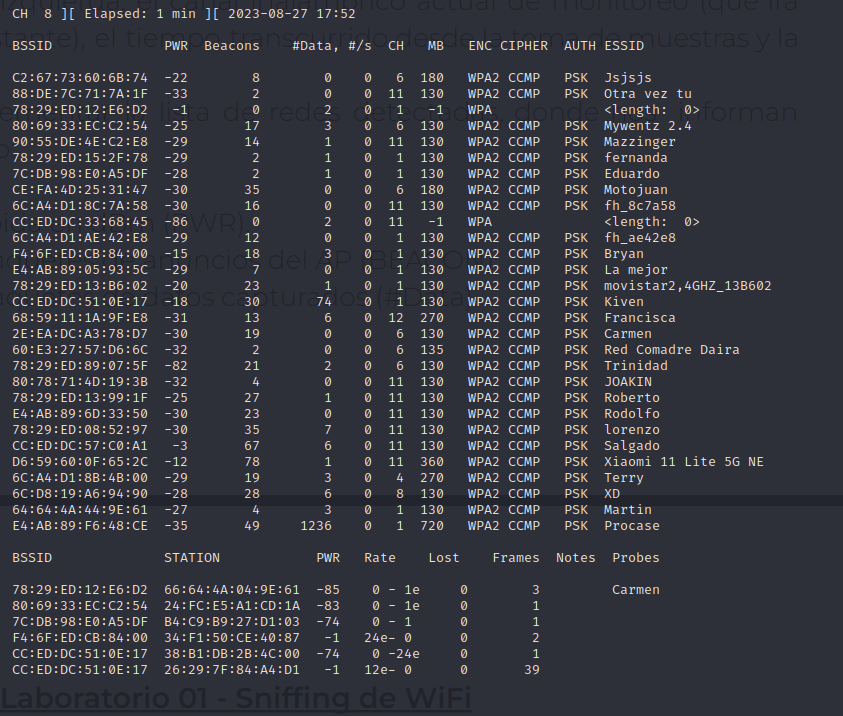 CH  8 ][ Elapsed: 1 min ][ 2023-08-27 17:52
BSSID              PWR  Beacons    #Data, #/s  CH   MB   ENC CIPHER  AUTH ESSID
C2:67:73:60:6B:74  -22        8        0    0   6  180   WPA2 CCMP   PSK  Jsjsjs
88:DE:7C:71:7A:1F  -33        2        0    0  11  130   WPA2 CCMP   PSK  Otra vez tu
78:29:ED:12:E6:D2   -1        0        2    0   1   -1   WPA              <length:  0>
80:69:33:EC:C2:54  -25       17        3    0   6  130   WPA2 CCMP   PSK  Mywentz 2.4
90:55:DE:4E:C2:E8  -29       14        1    0  11  130   WPA2 CCMP   PSK  Mazzinger
78:29:ED:15:2F:78  -29        2        1    0   1  130   WPA2 CCMP   PSK  fernanda
7C:DB:98:E0:A5:DF  -28        2        1    0   1  130   WPA2 CCMP   PSK  Eduardo
CE:FA:4D:25:31:47  -30       35        0    0   6  180   WPA2 CCMP   PSK  Motojuan
6C:A4:D1:8C:7A:58  -30       16        0    0  11  130   WPA2 CCMP   PSK  fh_8c7a58
CC:ED:DC:33:68:45  -86        0        2    0  11   -1   WPA              <length:  0>
6C:A4:D1:AE:42:E8  -29       12        0    0   1  130   WPA2 CCMP   PSK  fh_ae42e8
F4:6F:ED:CB:84:00  -15       18        3    0   1  130   WPA2 CCMP   PSK  Bryan
E4:AB:89:05:93:5C  -29        7        0    0   1  130   WPA2 CCMP   PSK  La mejor
78:29:ED:13:B6:02  -20       23        1    0   1  130   WPA2 CCMP   PSK  movistar2,4GHZ_13B602
CC:ED:DC:51:0E:17  -18       30       74    0   1  130   WPA2 CCMP   PSK  Kiven
68:59:11:1A:9F:E8  -31       13        6    0  12  270   WPA2 CCMP   PSK  Francisca
2E:EA:DC:A3:78:D7  -30       19        0    0   6  130   WPA2 CCMP   PSK  Carmen
60:E3:27:57:D6:6C  -32        2        0    0   6  135   WPA2 CCMP   PSK  Red Comadre Daira
78:29:ED:89:07:5F  -82       21        2    0   6  130   WPA2 CCMP   PSK  Trinidad
80:78:71:4D:19:3B  -32        4        0    0  11  130   WPA2 CCMP   PSK  JOAKIN
78:29:ED:13:99:1F  -25       27        1    0  11  130   WPA2 CCMP   PSK  Roberto
E4:AB:89:6D:33:50  -30       23        0    0  11  130   WPA2 CCMP   PSK  Rodolfo
78:29:ED:08:52:97  -30       35        7    0  11  130   WPA2 CCMP   PSK  lorenzo
CC:ED:DC:57:C0:A1   -3       67        6    0  11  130   WPA2 CCMP   PSK  Salgado
D6:59:60:0F:65:2C  -12       78        1    0  11  360   WPA2 CCMP   PSK  Xiaomi 11 Lite 5G NE
6C:A4:D1:8B:4B:00  -29       19        3    0   4  270   WPA2 CCMP   PSK  Terry
6C:D8:19:A6:94:90  -28       28        6    0   8  130   WPA2 CCMP   PSK  XD
64:64:4A:44:9E:61  -27        4        3    0   1  130   WPA2 CCMP   PSK  Martin
E4:AB:89:F6:48:CE  -35       49     1236    0   1  720   WPA2 CCMP   PSK  Procase
BSSID              STATION            PWR   Rate    Lost    Frames  Notes  Probes
78:29:ED:12:E6:D2  66:64:4A:04:9E:61  -85    0 - 1e     0        3         Carmen
80:69:33:EC:C2:54  24:FC:E5:A1:CD:1A  -83    0 - 1e     0        1
7C:DB:98:E0:A5:DF  B4:C9:B9:27:D1:03  -74    0 - 1      0        1
F4:6F:ED:CB:84:00  34:F1:50:CE:40:87   -1   24e- 0      0        2
CC:ED:DC:51:0E:17  38:B1:DB:2B:4C:00  -74    0 -24e     0        1
CC:ED:DC:51:0E:17  26:29:7F:84:A4:D1   -1   12e- 0      0       39
Laboratorio 01 - Sniffing de WiFi